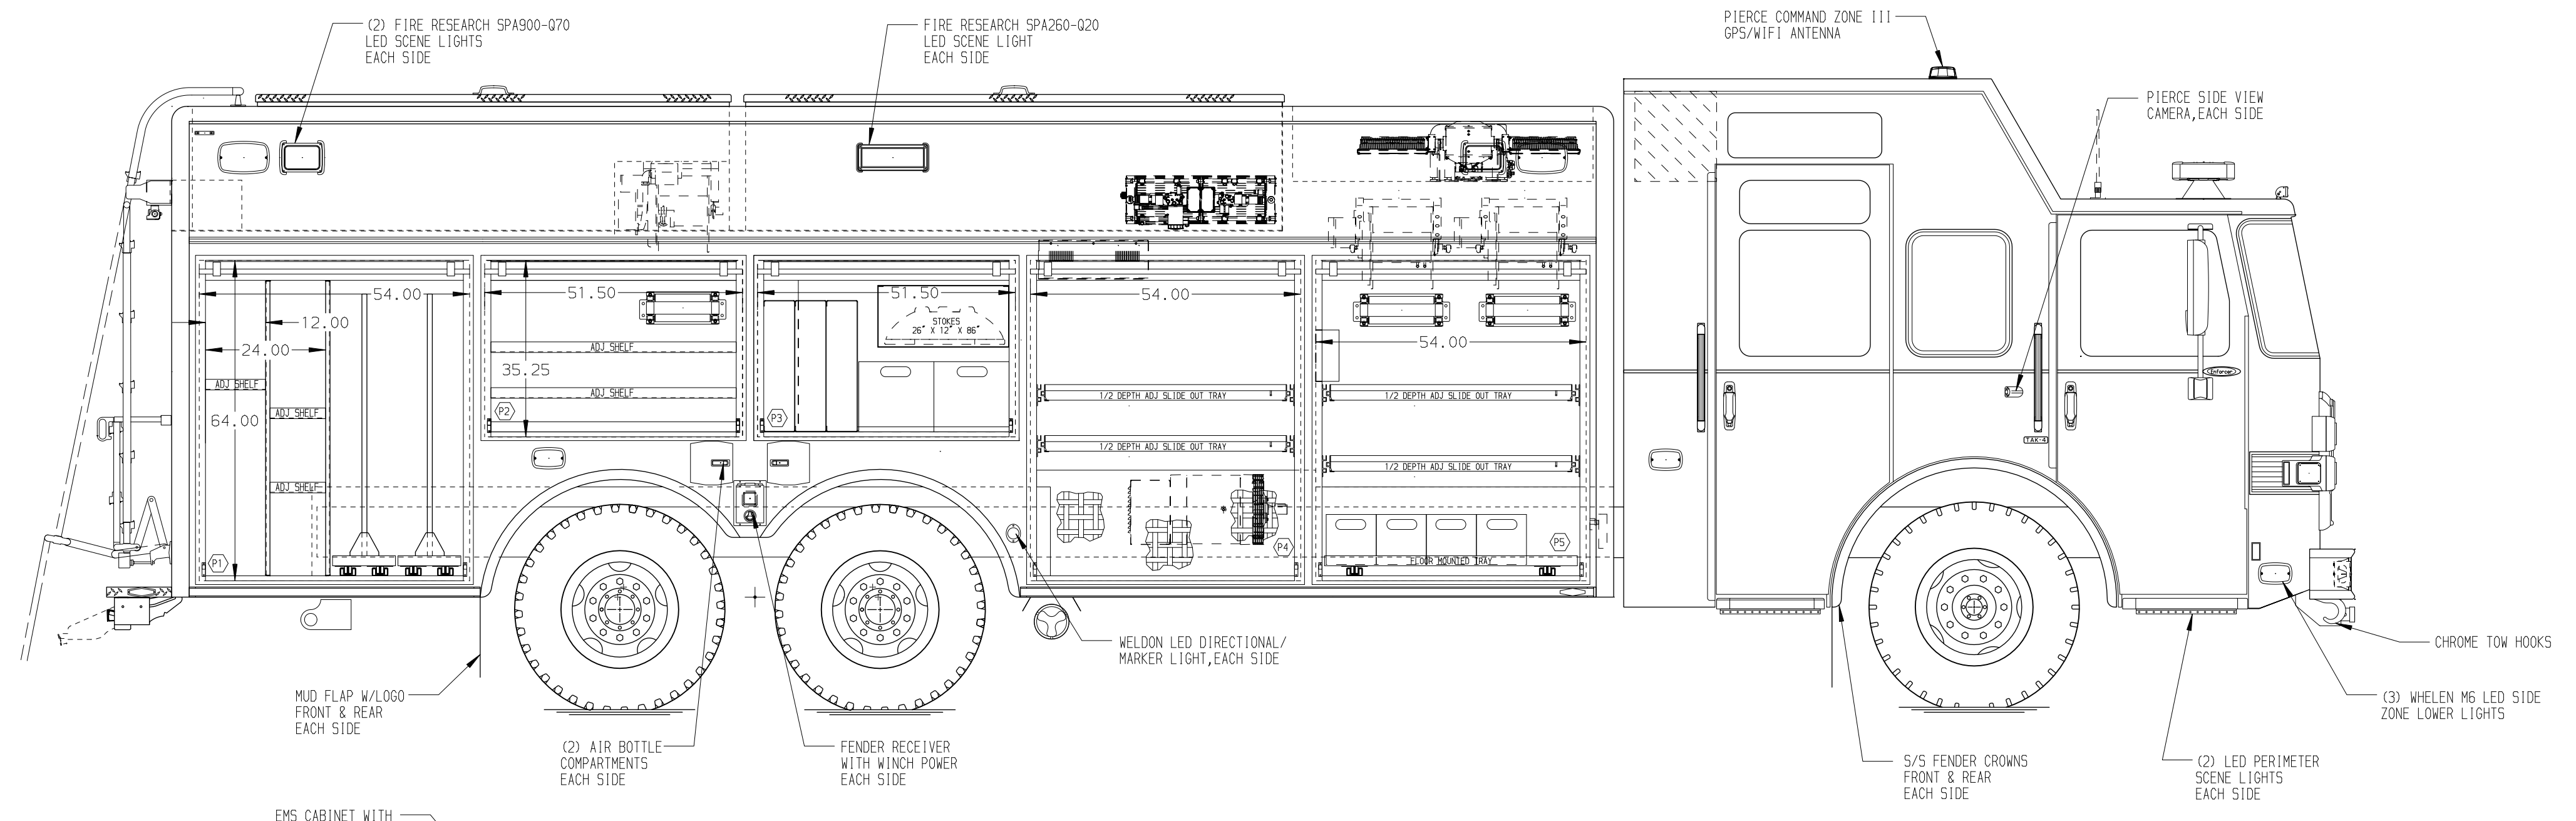 (2) FIRE RESEARCH SPA900-Q70
LED SCENE LIGHTS
EACH SIDE
FIRE RESEARCH SPA260-Q20
LED SCENE LIGHT
EACH SIDE
PIERCE COMMAND ZONE III
GPS/WIFI ANTENNA
PIERCE SIDE VIEW
CAMERA, EACH SIDE
54.00
51.50
51.50
54.00
54.00
12.00
24.00
35.25
64.00
STOKES
26" X 12" X 86"
ADJ SHELF
ADJ SHELF
ADJ SHELF
ADJ SHELF
ADJ SHELF
1/2 DEPTH ADJ SLIDE OUT TRAY
1/2 DEPTH ADJ SLIDE OUT TRAY
1/2 DEPTH ADJ SLIDE OUT TRAY
1/2 DEPTH ADJ SLIDE OUT TRAY
FLOOR MOUNTED TRAY
P1
P2
P3
P4
P5
Enforcer
TAK-4
WELDON LED DIRECTIONAL/
MARKER LIGHT, EACH SIDE
CHROME TOW HOOKS
MUD FLAP W/LOGO
FRONT & REAR
EACH SIDE
(3) WHELEN M6 LED SIDE
ZONE LOWER LIGHTS
(2) AIR BOTTLE
COMPARTMENTS
EACH SIDE
FENDER RECEIVER
WITH WINCH POWER
EACH SIDE
S/S FENDER CROWNS
FRONT & REAR
EACH SIDE
(2) LED PERIMETER
SCENE LIGHTS
EACH SIDE
EMS CABINET WITH